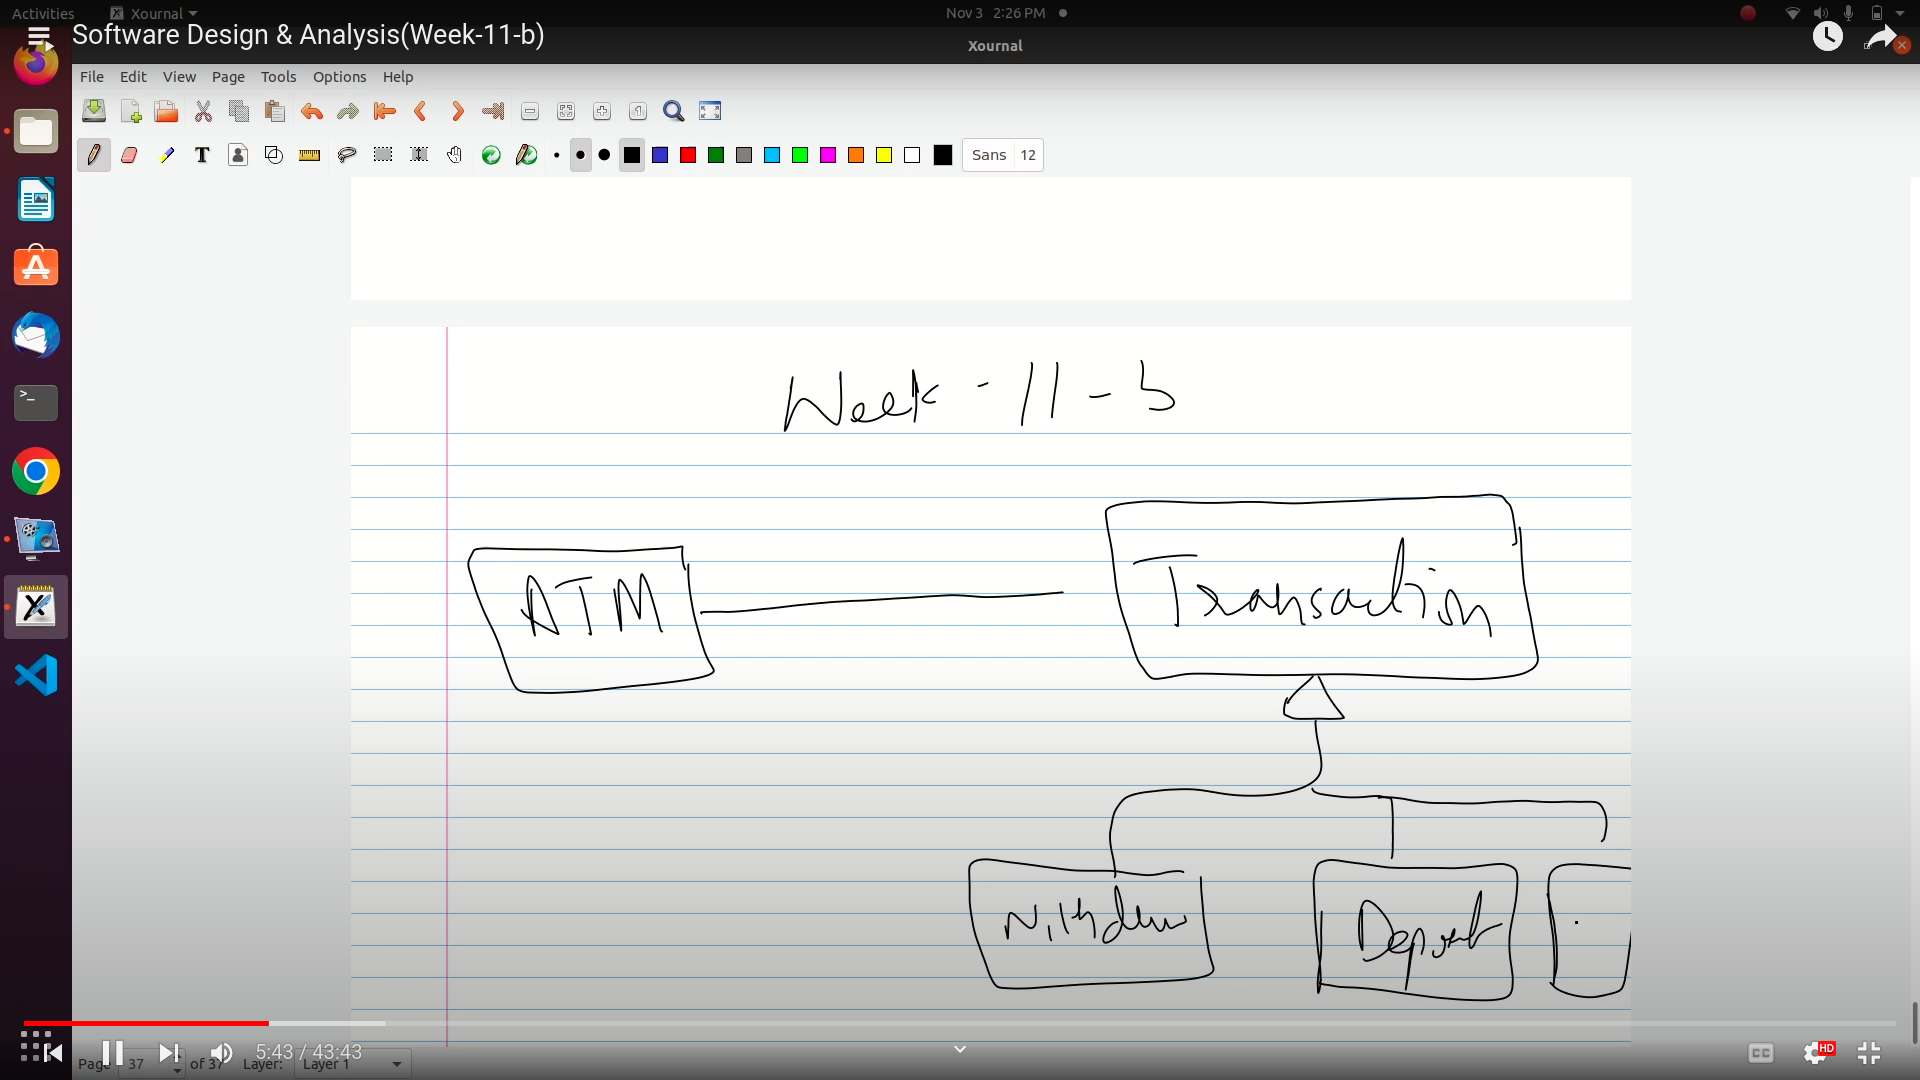 Activities Xournal Nov 3 2:26 PM
Software Design & Analysis(Week-11-b)
Xournal
File Edit View Page Tools Options Help
T Sans 12
Week - 11 - b
ATM
Transaction
Withdraw
Deposit
5:43 / 43:43
CC HD
Page 37 of 37 Layer: Layer 1